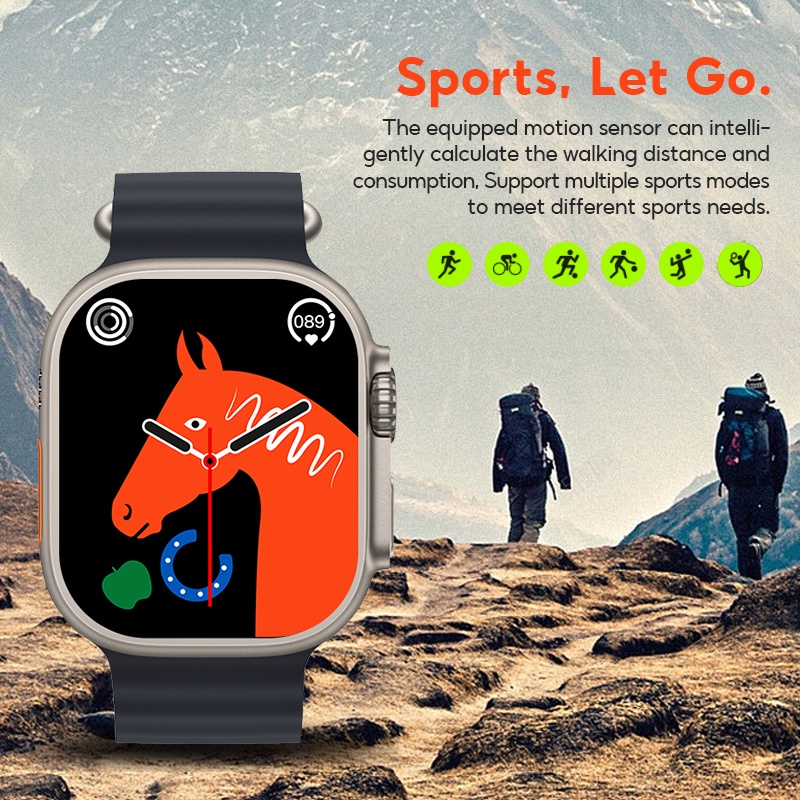 Sports, Let Go.
The equipped motion sensor can intelli-
gently calculate the walking distance and
consumption, Support multiple sports modes
to meet different sports needs.
089